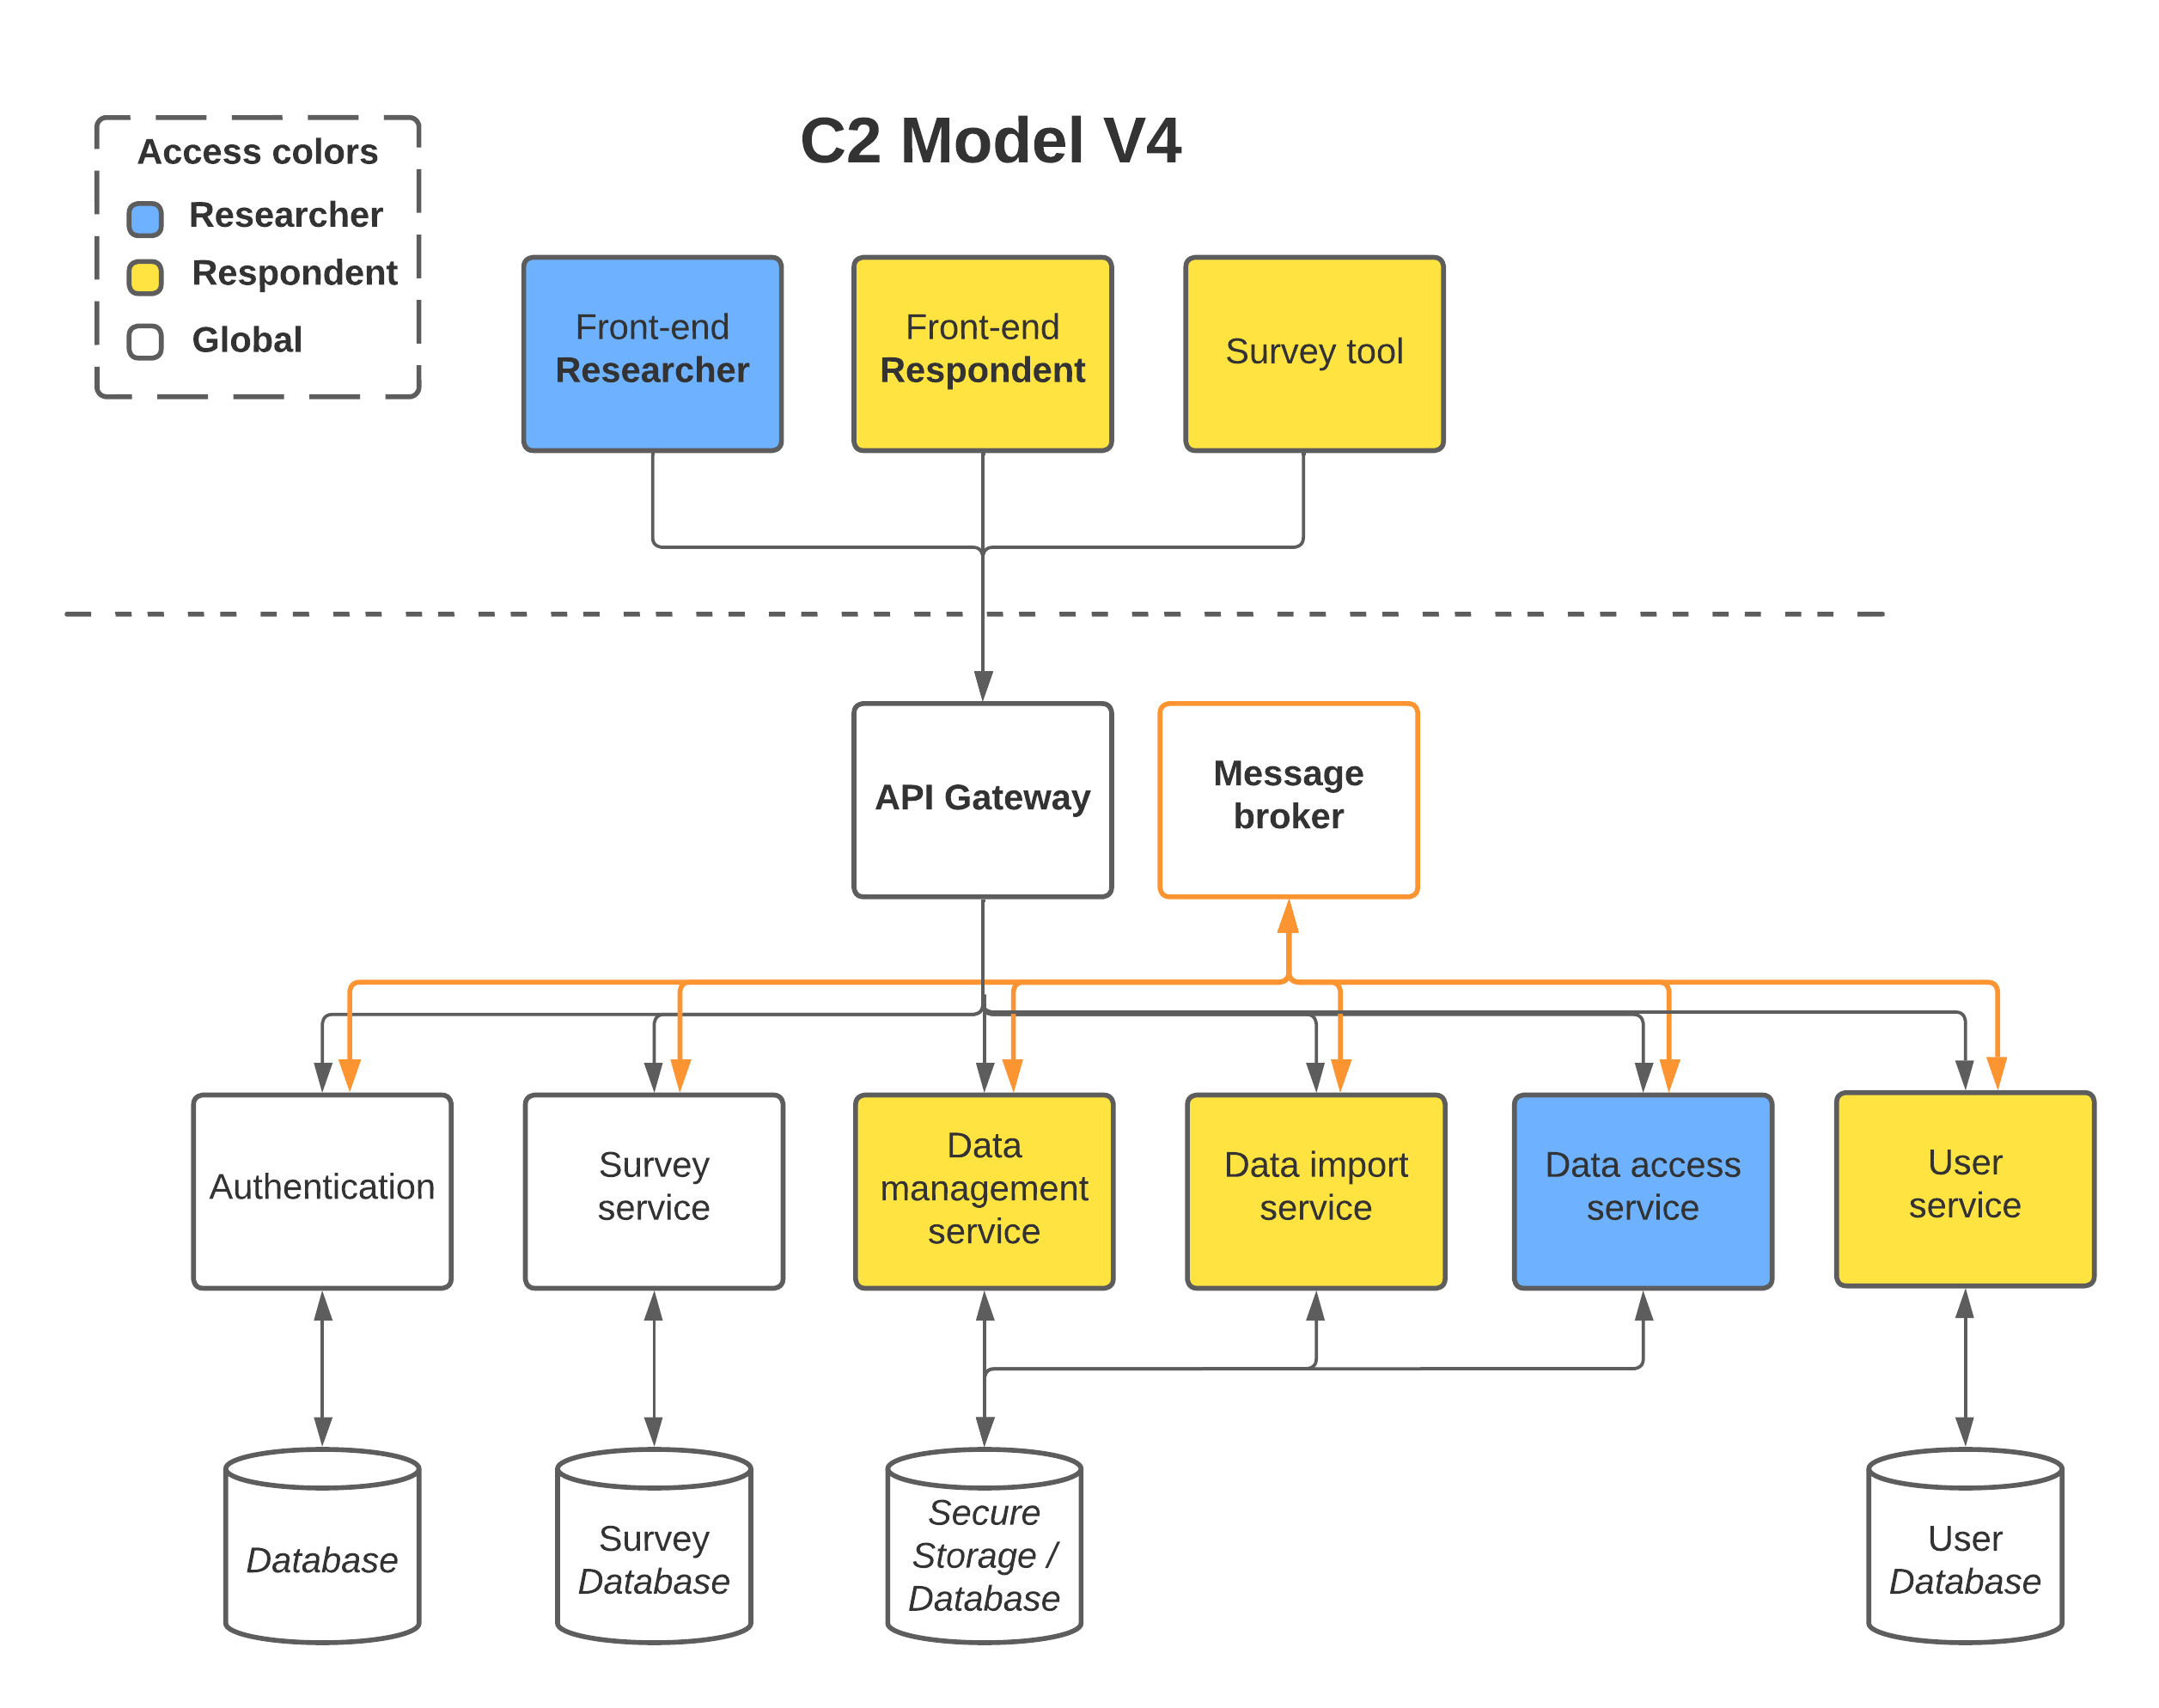 C2 Model V4
Access colors
Researcher
Respondent
Global
Front-end
Researcher
Front-end
Respondent
Survey tool
API Gateway
Message
broker
Authentication
Survey
service
Data
management
service
Data import
service
Data access
service
User
service
Database
Survey
Database
Secure
Storage /
Database
User
Database